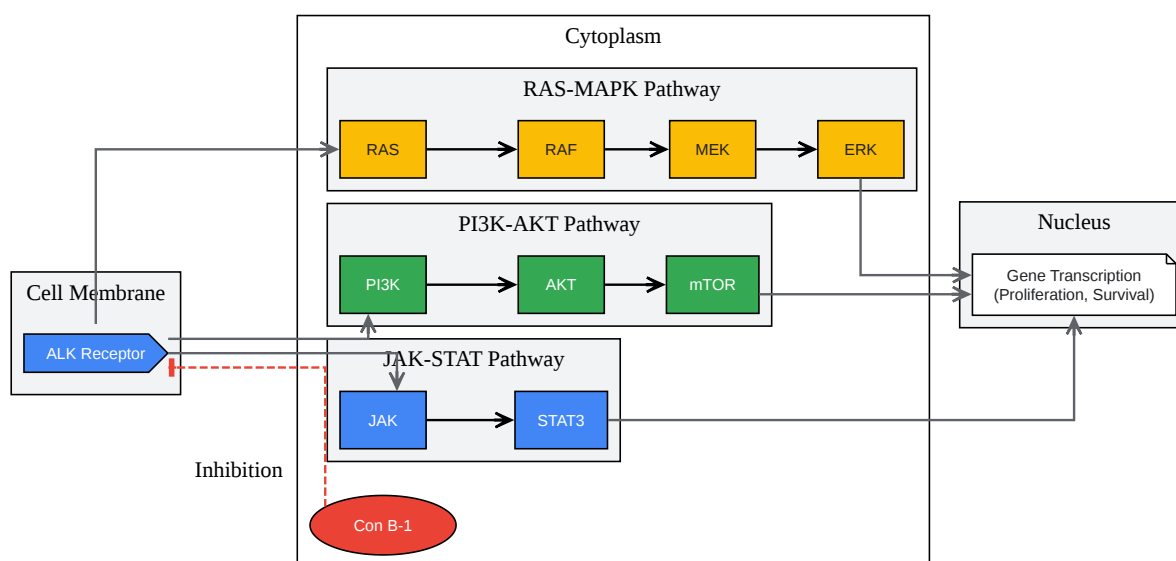 Cytoplasm
RAS-MAPK Pathway
RAS
RAF
MEK
ERK
PI3K-AKT Pathway
PI3K
AKT
mTOR
Nucleus
Gene Transcription
(Proliferation, Survival)
Cell Membrane
ALK Receptor
JAK-STAT Pathway
JAK
STAT3
Inhibition
Con B-1